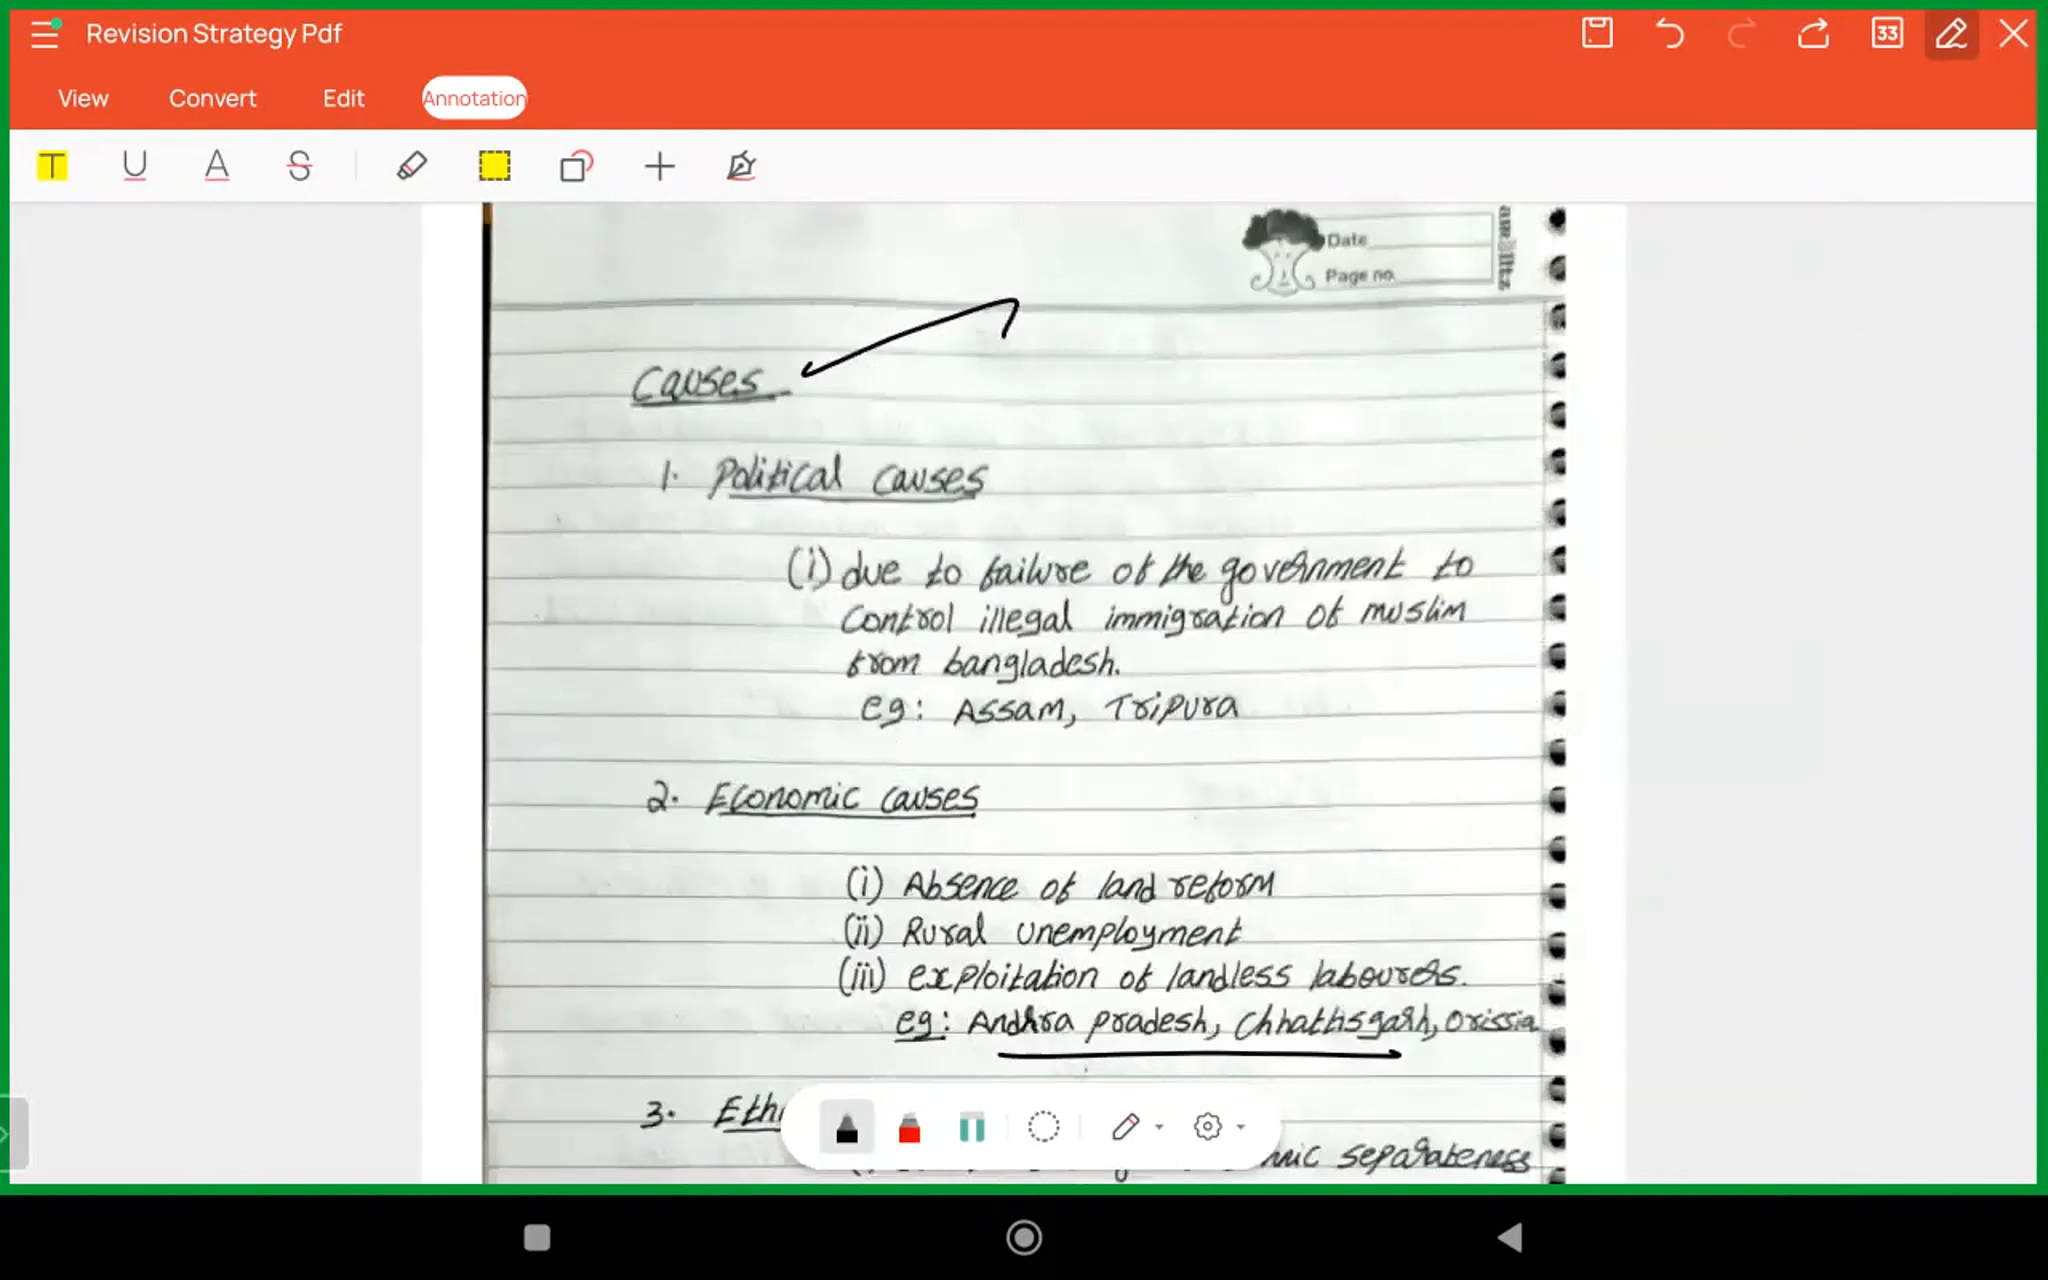 Revision Strategy Pdf
33
View Convert Edit Annotation
T U A S
Date
Page no.
Causes
1. Political causes
(i) due to failure of the government to
control illegal immigration of muslim
from bangladesh.
eg: Assam, Tripura
2. Economic causes
(i) Absence of land reform
(ii) Rural unemployment
(iii) exploitation of landless labourers.
eg: Andhra pradesh, Chhattisgarh, Orissia
3. Eth
separateness